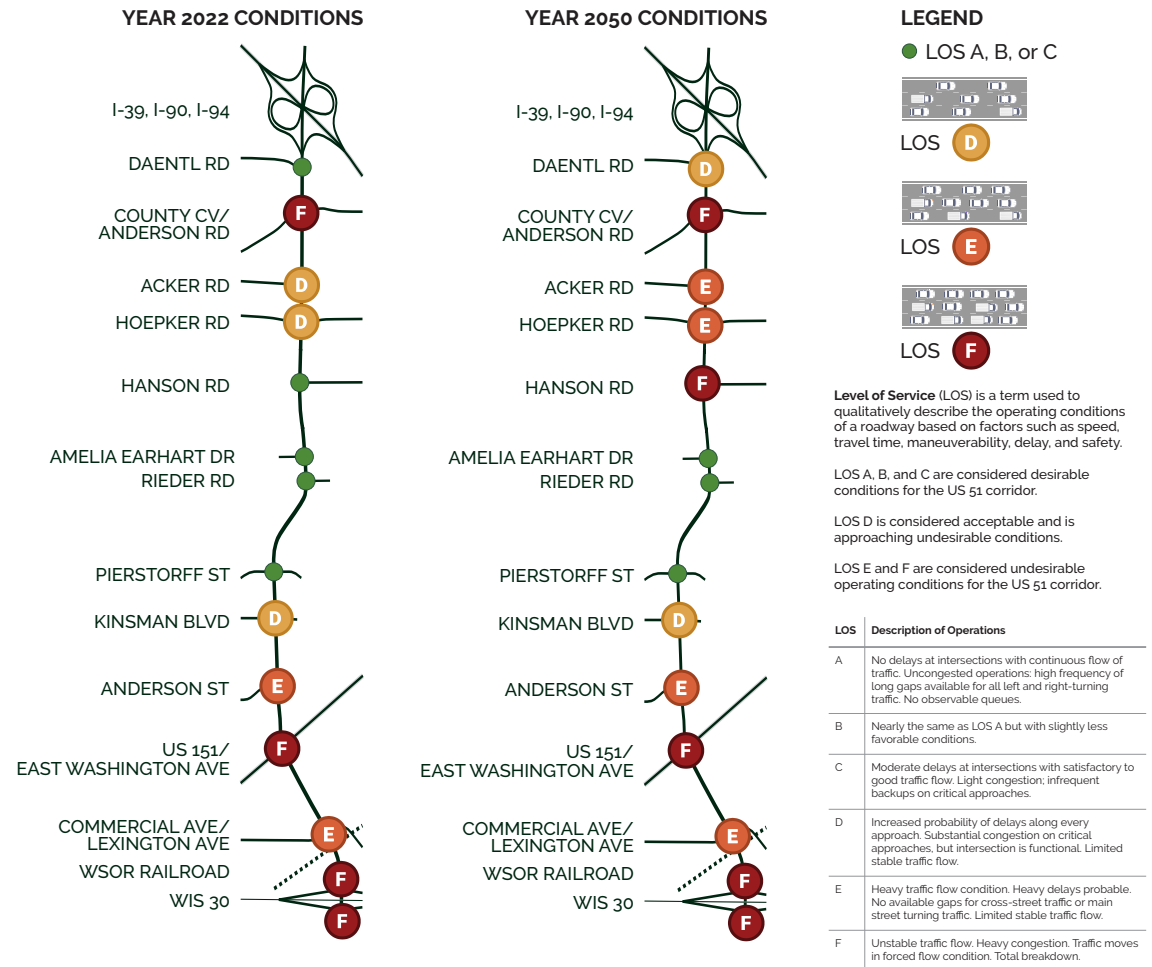 YEAR 2022 CONDITIONS
I-39, I-90, I-94
DAENTL RD
COUNTY CV/
ANDERSON RD
F
ACKER RD
D
HOEPKER RD
D
HANSON RD
AMELIA EARHART DR
RIEDER RD
PIERSTORFF ST
KINSMAN BLVD
D
ANDERSON ST
E
US 151/
EAST WASHINGTON AVE
F
COMMERCIAL AVE/
LEXINGTON AVE
E
WSOR RAILROAD
F
WIS 30
F
YEAR 2050 CONDITIONS
I-39, I-90, I-94
DAENTL RD
D
COUNTY CV/
ANDERSON RD
F
ACKER RD
E
HOEPKER RD
E
HANSON RD
F
AMELIA EARHART DR
RIEDER RD
PIERSTORFF ST
KINSMAN BLVD
D
ANDERSON ST
E
US 151/
EAST WASHINGTON AVE
F
COMMERCIAL AVE/
LEXINGTON AVE
E
WSOR RAILROAD
F
WIS 30
F
LEGEND
LOS A, B, or C
LOS D
LOS E
LOS F
Level of Service (LOS) is a term used to
qualitatively describe the operating conditions
of a roadway based on factors such as speed,
travel time, maneuverability, delay, and safety.
LOS A, B, and C are considered desirable
conditions for the US 51 corridor.
LOS D is considered acceptable and is
approaching undesirable conditions.
LOS E and F are considered undesirable
operating conditions for the US 51 corridor.
LOS Description of Operations
A No delays at intersections with continuous flow of
traffic. Uncongested operations: high frequency of
long gaps available for all left and right-turning
traffic. No observable queues.
B Nearly the same as LOS A but with slightly less
favorable conditions.
C Moderate delays at intersections with satisfactory to
good traffic flow. Light congestion; infrequent
backups on critical approaches.
D Increased probability of delays along every
approach. Substantial congestion on critical
approaches, but intersection is functional. Limited
stable traffic flow.
E Heavy traffic flow condition. Heavy delays probable.
No available gaps for cross-street traffic or main
street turning traffic. Limited stable traffic flow.
F Unstable traffic flow. Heavy congestion. Traffic moves
in forced flow condition. Total breakdown.